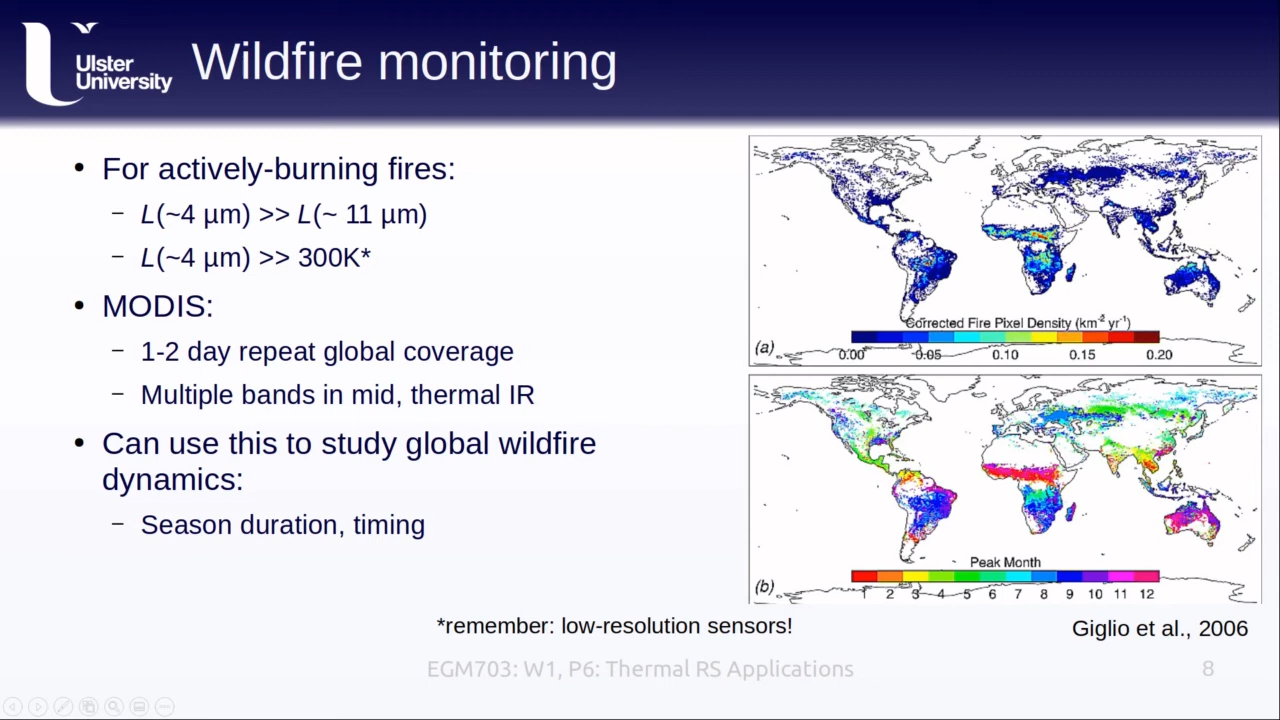 Ulster
University
Wildfire monitoring
• For actively-burning fires:
– L(~4 µm) >> L(~ 11 µm)
– L(~4 µm) >> 300K*
• MODIS:
– 1-2 day repeat global coverage
– Multiple bands in mid, thermal IR
• Can use this to study global wildfire
dynamics:
– Season duration, timing
Corrected Fire Pixel Density (km⁻² yr⁻¹)
(a)
0.00 0.05 0.10 0.15 0.20
Peak Month
(b)
1 2 3 4 5 6 7 8 9 10 11 12
*remember: low-resolution sensors!
Giglio et al., 2006
EGM703: W1, P6: Thermal RS Applications
8